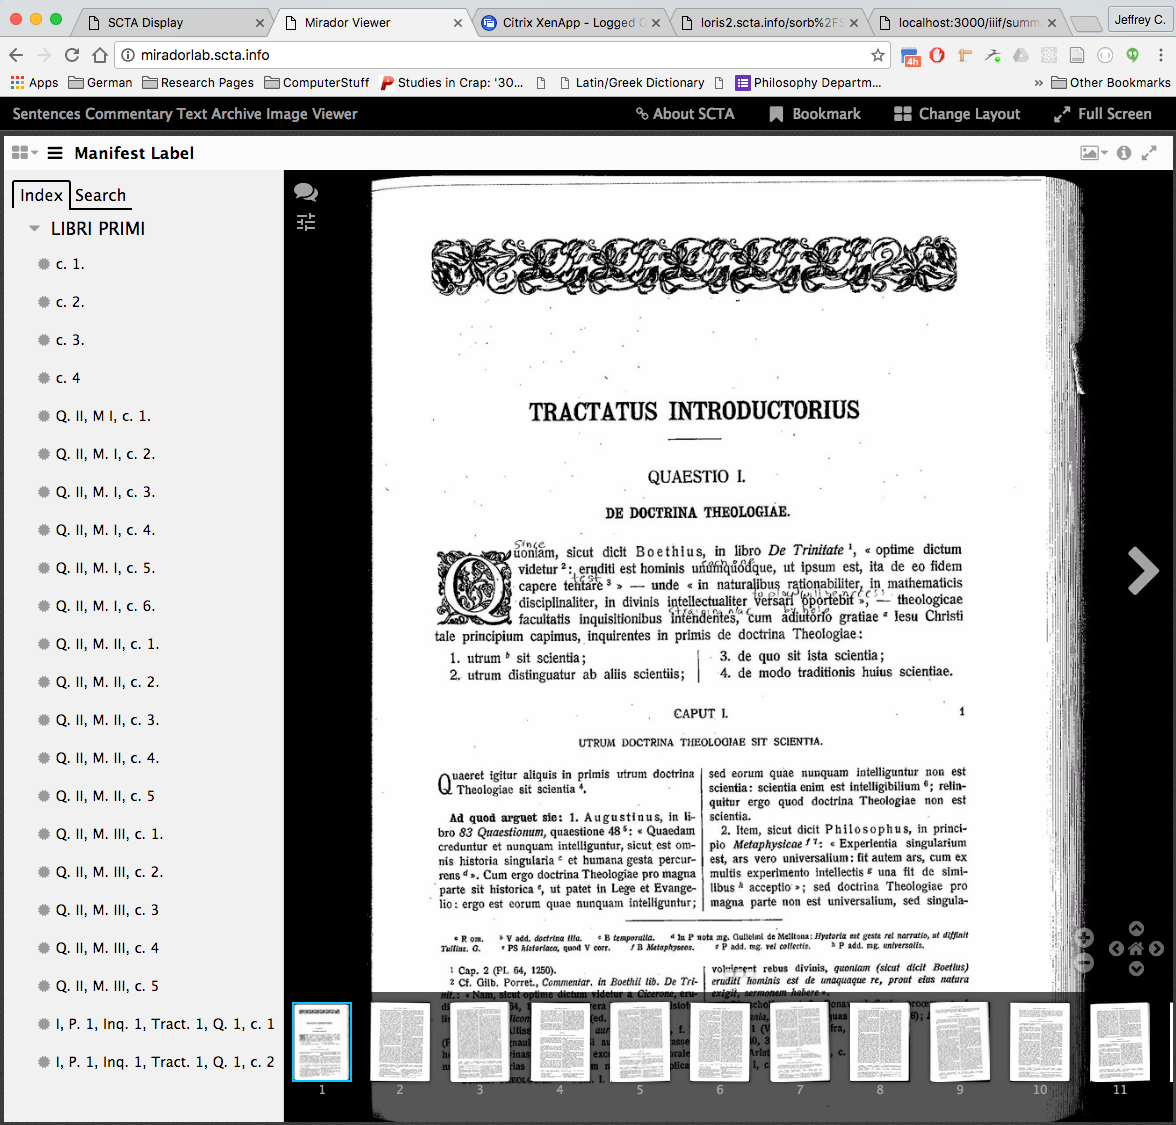 SCTA Display
Mirador Viewer
Citrix XenApp - Logged
loris2.scta.info/sorb%2FS
localhost:3000/iiif/summ
Jeffrey C.
miradorlab.scta.info
4h
Apps
German
Research Pages
ComputerStuff
Studies in Crap: '30...
Latin/Greek Dictionary
Philosophy Departm...
»
Other Bookmarks
Sentences Commentary Text Archive Image Viewer
About SCTA
Bookmark
Change Layout
Full Screen
Manifest Label
Index
Search
LIBRI PRIMI
c. 1.
c. 2.
c. 3.
c. 4
Q. II, M I, c. 1.
Q. II, M. I, c. 2.
Q. II, M. I, c. 3.
Q. II, M. I, c. 4.
Q. II, M. I, c. 5.
Q. II, M. I, c. 6.
Q. II, M. II, c. 1.
Q. II, M. II, c. 2.
Q. II, M. II, c. 3.
Q. II, M. II, c. 4.
Q. II, M. II, c. 5
Q. II, M. III, c. 1.
Q. II, M. III, c. 2.
Q. II, M. III, c. 3
Q. II, M. III, c. 4
Q. II, M. III, c. 5
I, P. 1, Inq. 1, Tract. 1, Q. 1, c. 1
I, P. 1, Inq. 1, Tract. 1, Q. 1, c. 2
TRACTATUS INTRODUCTORIUS
QUAESTIO I.
DE DOCTRINA THEOLOGIAE.
Since
Quoniam, sicut dicit Boethius, in libro De Trinitate ¹, « optime dictum
videtur ²: eruditi est hominis unumquodque, ut ipsum est, ita de eo fidem
test
capere tentare ³ » — unde « in naturalibus rationabiliter, in mathematicis
disciplinaliter, in divinis intellectualiter versari oportebit », — theologicae
by help
facultatis inquisitionibus intendentes, cum adiutorio gratiae ª Iesu Christi
tale principium capimus, inquirentes in primis de doctrina Theologiae:
1. utrum ᵇ sit scientia;
2. utrum distinguatur ab aliis scientiis;
3. de quo sit ista scientia;
4. de modo traditionis huius scientiae.
CAPUT I.
1
UTRUM DOCTRINA THEOLOGIAE SIT SCIENTIA.
Quaeret igitur aliquis in primis utrum doctrina
Theologiae sit scientia ⁴.
Ad quod arguet sic: 1. Augustinus, in li-
bro 83 Quaestionum, quaestione 48 ⁵: « Quaedam
creduntur et nunquam intelliguntur, sicut est om-
nis historia singularia ᶜ et humana gesta percur-
rens ᵈ ». Cum ergo doctrina Theologiae pro magna
parte sit historica ᵉ, ut patet in Lege et Evange-
lio: ergo est eorum quae nunquam intelliguntur;
sed eorum quae nunquam intelliguntur non est
scientia: scientia enim est intelligibilium ⁶; relin-
quitur ergo quod doctrina Theologiae non est
scientia.
2. Item, sicut dicit Philosophus, in princi-
pio Metaphysicae ᶠ ⁷: « Experientia singularium
est, ars vero universalium: fit autem ars, cum ex
multis experimento intellectis ᵍ una fit de simi-
libus ʰ acceptio »; sed doctrina Theologiae pro
magna parte non est universalium, sed singula-
ª R om. ᵇ V add. doctrina illa. ᶜ B temporalia. ᵈ In P nota mg. Gulielmi de Melitona: Hystoria est geste rei narratio, ut diffinit
Tullius. G. ᵉ PS historiaca, quod V corr. ᶠ B Metaphyseos. ᵍ P add. mg. vel collectis. ʰ P add. mg. universalis.
¹ Cap. 2 (PL 64, 1250).
² Cf. Gilb. Porret., Commentar. in Boethii lib. De Tri-
nit.: « Nam, sicut optime dictum videtur a Cicerone, eru-
rebus divinis, quoniam (sicut dicit Boetius)
eruditi hominis est de unaquaque re, prout eius natura
exigit, sermonem habere ».
1
2
3
4
5
6
7
8
9
10
11